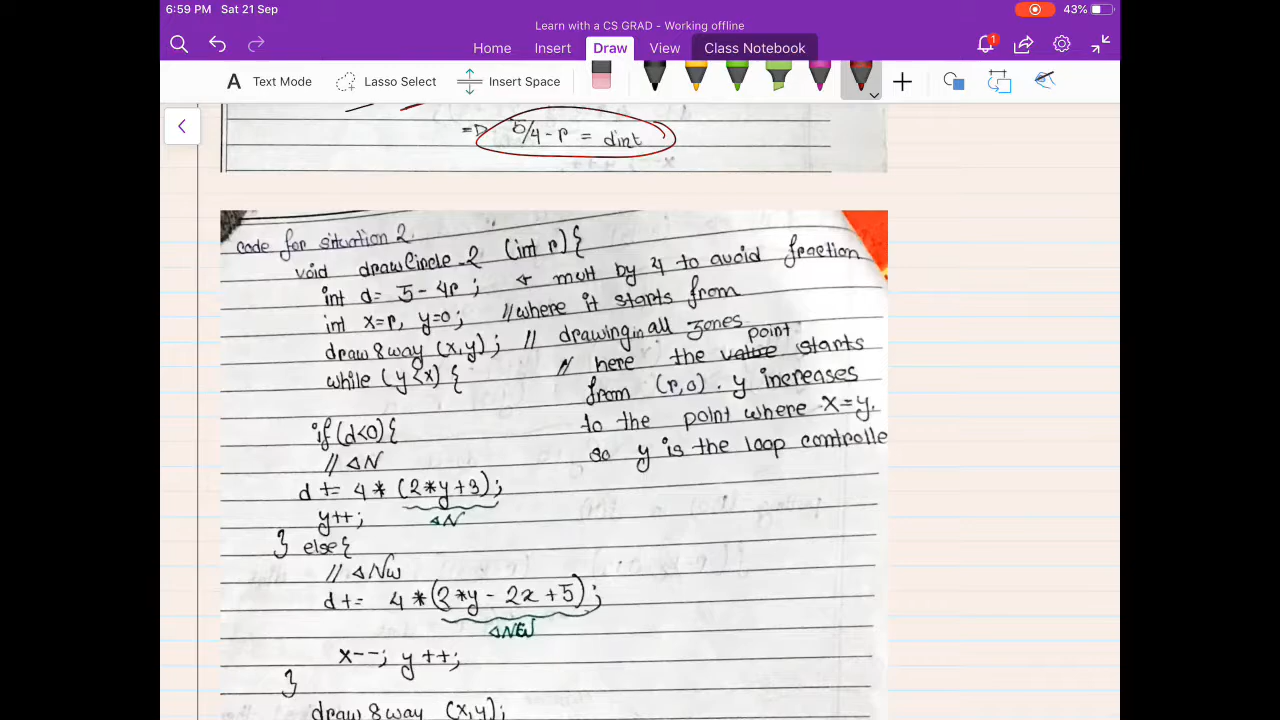 6:59 PM Sat 21 Sep
43%
Learn with a CS GRAD - Working offline
Home Insert Draw View Class Notebook
1
A Text Mode Lasso Select Insert Space
=D 5/4 - r = dint
code for situation 2
void drawCircle_2 (int r){
int d= 5 - 4r ; ← mult by 4 to avoid fraction
int x=r, y=0; // where it starts from
draw 8way (x,y); // drawing in all zones
while (y<x) { // here the value point starts
from (r,0). y increases
to the point where x=y.
if (d<0){ so y is the loop controlle
// ΔN
d += 4 * (2*y+3);
y++; ΔN
} else{
// ΔNW
d += 4 * (2*y - 2x + 5);
ΔNEW
x--; y++;
}
draw 8way (x,y);